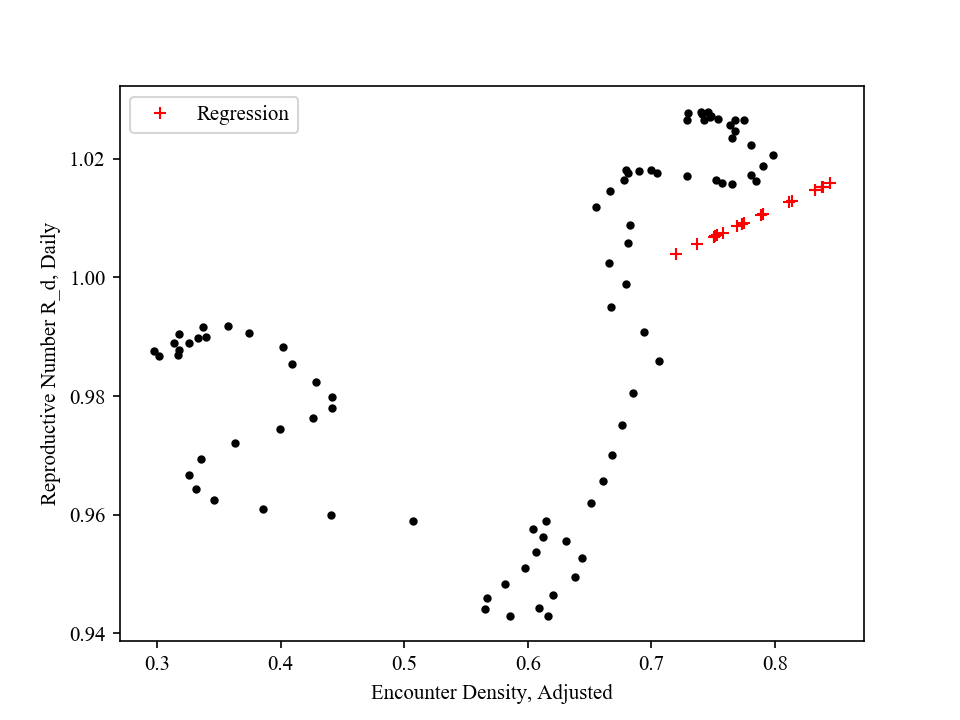 Regression
1.02
1.00
0.98
0.96
0.94
Reproductive Number R_d, Daily
0.3 0.4 0.5 0.6 0.7 0.8
Encounter Density, Adjusted